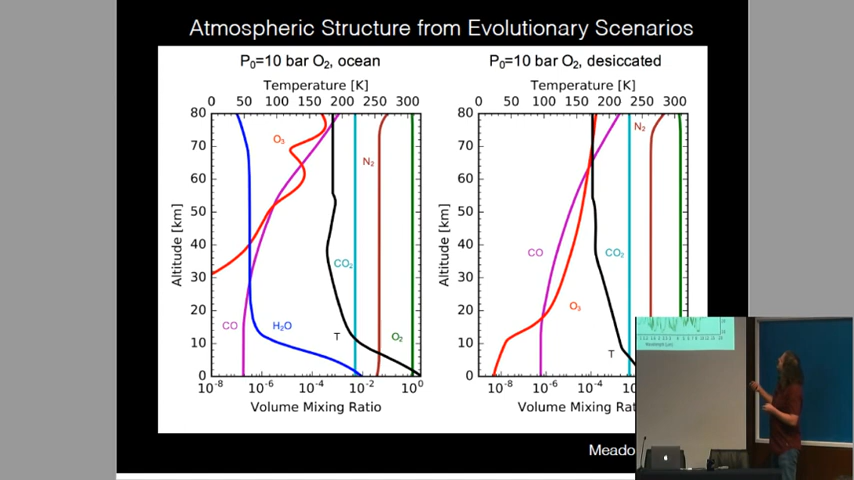 Atmospheric Structure from Evolutionary Scenarios
P₀=10 bar O₂, ocean
Temperature [K]
0 50 100 150 200 250 300
80
70
60
50
40
30
20
10
0
Altitude [km]
O₃
N₂
CO₂
CO
H₂O
T
O₂
10⁻⁸ 10⁻⁶ 10⁻⁴ 10⁻² 10⁰
Volume Mixing Ratio
P₀=10 bar O₂, desiccated
Temperature [K]
0 50 100 150 200 250 300
80
70
60
50
40
30
20
10
0
Altitude [km]
N₂
CO
CO₂
O₃
T
10⁻⁸ 10⁻⁶ 10⁻⁴ 10
Volume Mixing Rat
Meado